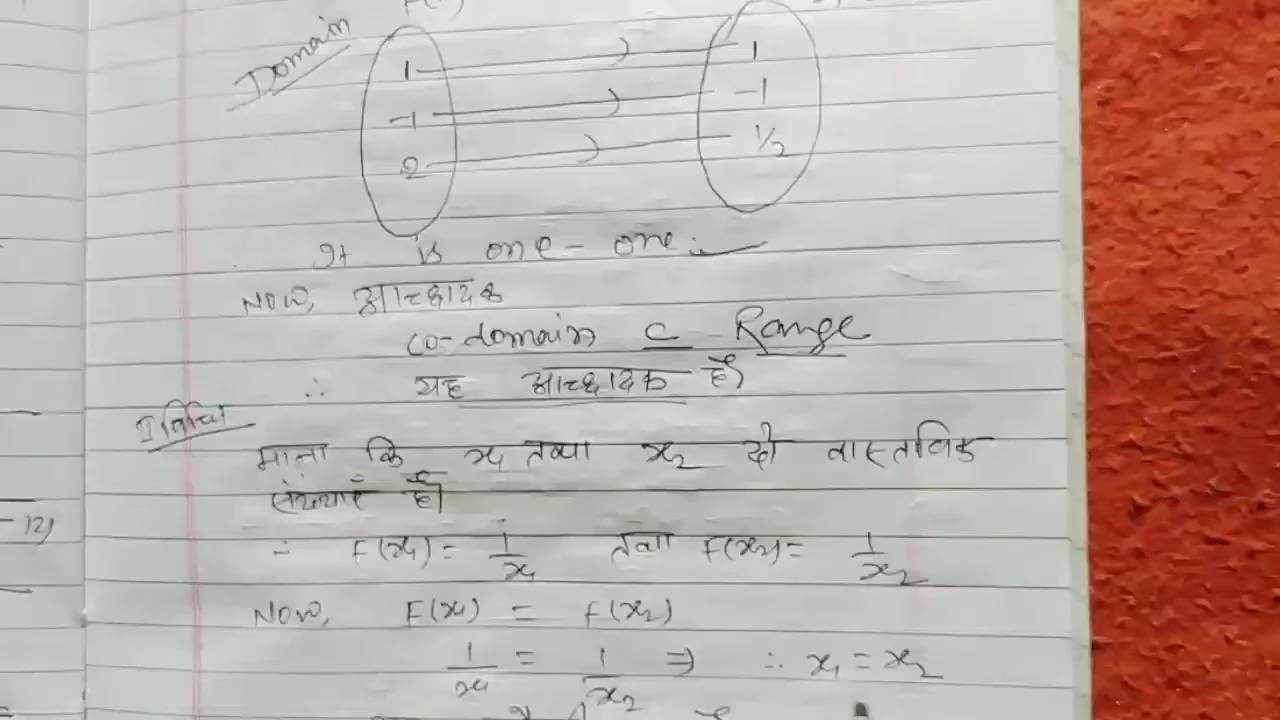 Domain
1 1
-1 -1
2 1/2
It is one-one.
Now, आच्छादक
co-domain ⊂ Range
∴ यह आच्छादक है।
I विधि
माना कि x₁ तथा x₂ दो वास्तविक
संख्याएँ है।
∴ F(x₁) = 1/x₁ तथा F(x₂) = 1/x₂
Now, F(x₁) = F(x₂)
1/x₁ = 1/x₂ ⇒ ∴ x₁ = x₂